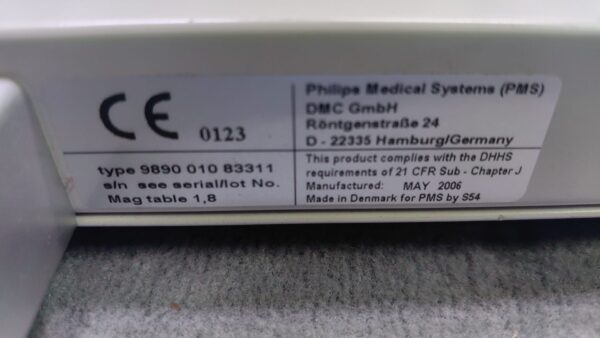 CE 0123
type 9890 010 83311
s/n see serial/lot No.
Mag table 1,8
Philips Medical Systems (PMS)
DMC GmbH
Röntgenstraße 24
D - 22335 Hamburg/Germany
This product complies with the DHHS
requirements of 21 CFR Sub - Chapter J
Manufactured: MAY 2006
Made in Denmark for PMS by S54